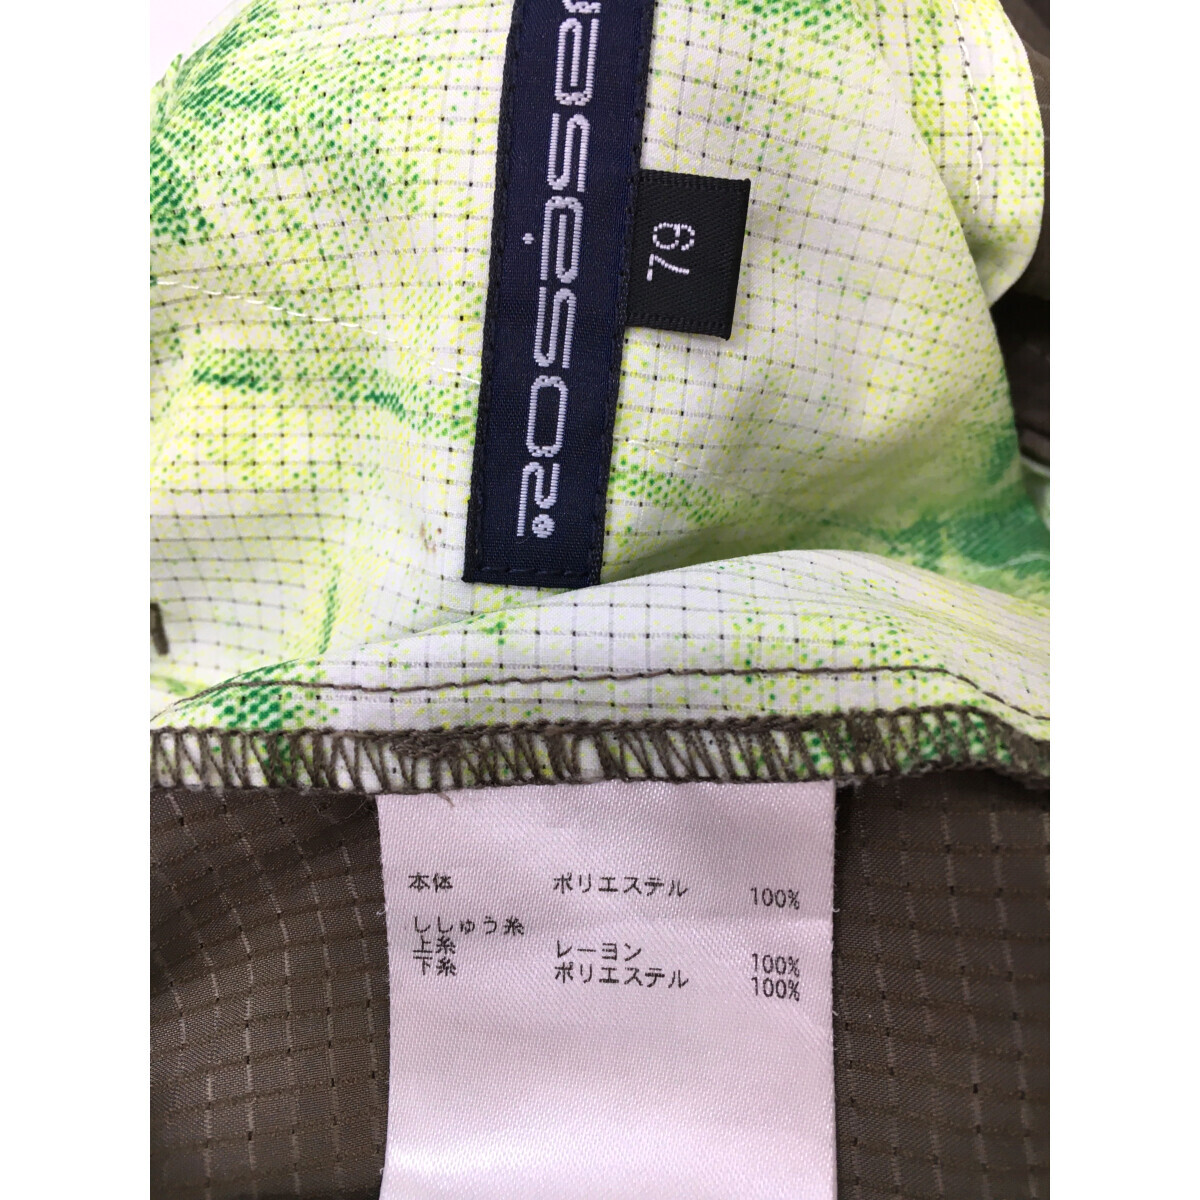 rosasen
79
本体 ポリエステル 100%
ししゅう糸
上糸 レーヨン 100%
下糸 ポリエステル 100%